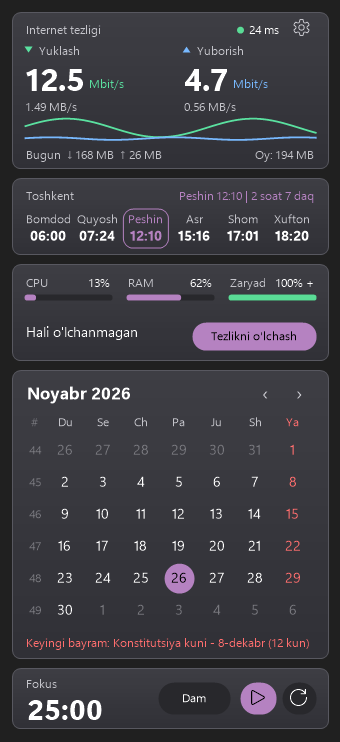 Internet tezligi 24 ms
Yuklash Yuborish
12.5 Mbit/s 4.7 Mbit/s
1.49 MB/s 0.56 MB/s
Bugun ↓168 MB ↑ 26 MB Oy: 194 MB
Toshkent Peshin 12:10 | 2 soat 7 daq
Bomdod Quyosh Peshin Asr Shom Xufton
06:00 07:24 12:10 15:16 17:01 18:20
CPU 13% RAM 62% Zaryad 100% +
Hali o'lchanmagan Tezlikni o'lchash
Noyabr 2026 ‹ ›
# Du Se Ch Pa Ju Sh Ya
44 26 27 28 29 30 31 1
45 2 3 4 5 6 7 8
46 9 10 11 12 13 14 15
47 16 17 18 19 20 21 22
48 23 24 25 26 27 28 29
49 30 1 2 3 4 5 6
Keyingi bayram: Konstitutsiya kuni - 8-dekabr (12 kun)
Fokus
25:00 Dam